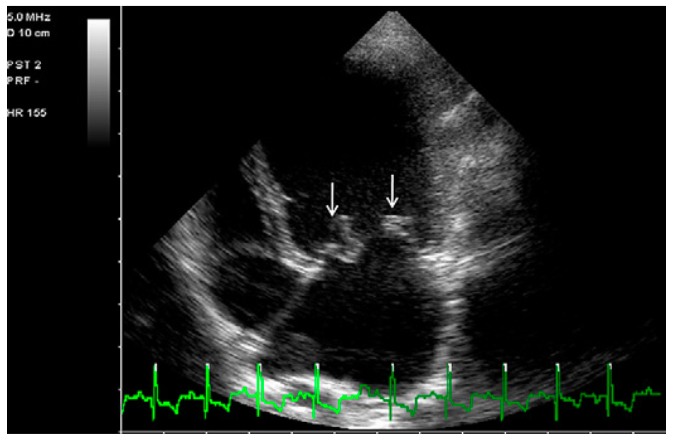 5.0 MHz
D 10 cm
PST 2
PRF -
HR 155